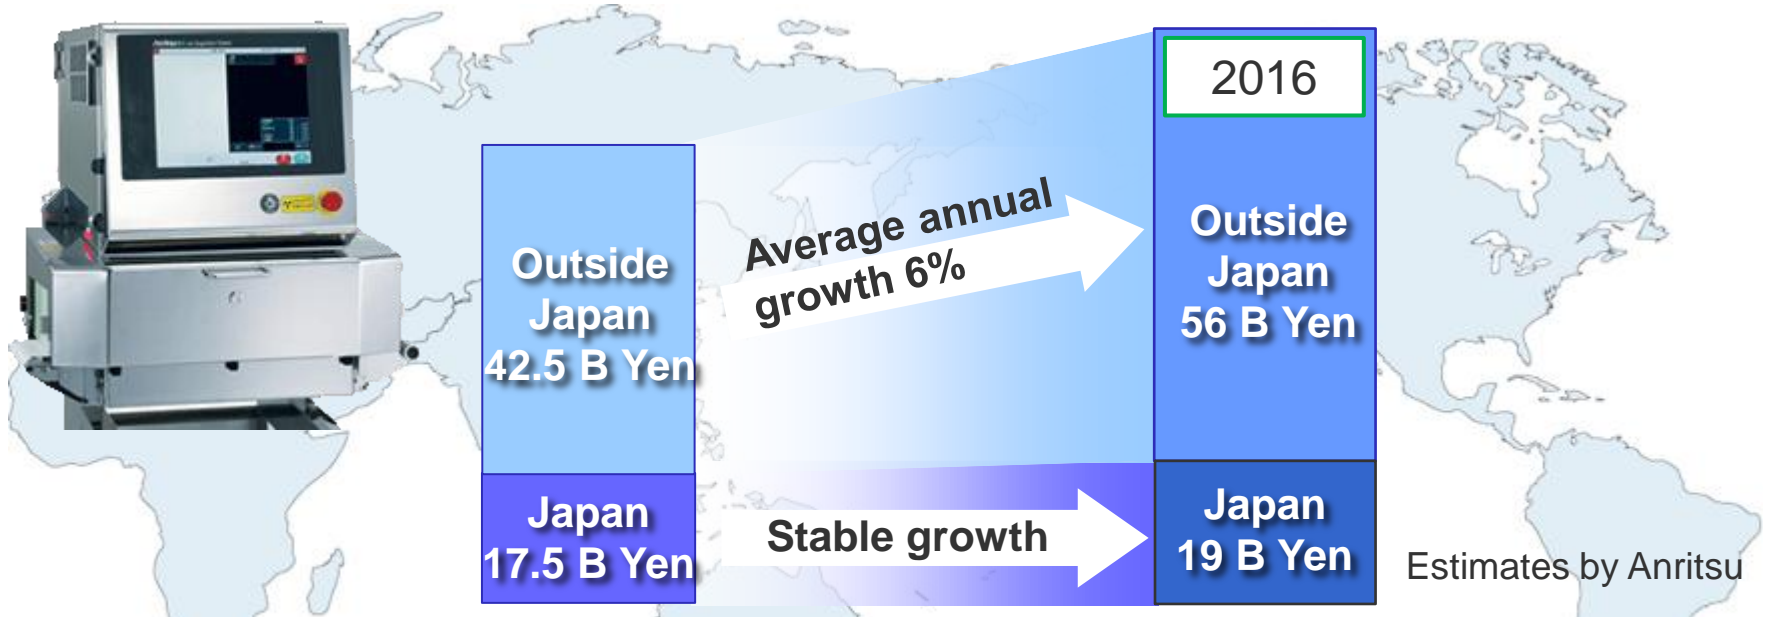 Outside
Japan
42.5 B Yen
Japan
17.5 B Yen
Average annual
growth 6%
Stable growth
2016
Outside
Japan
56 B Yen
Japan
19 B Yen
Estimates by Anritsu